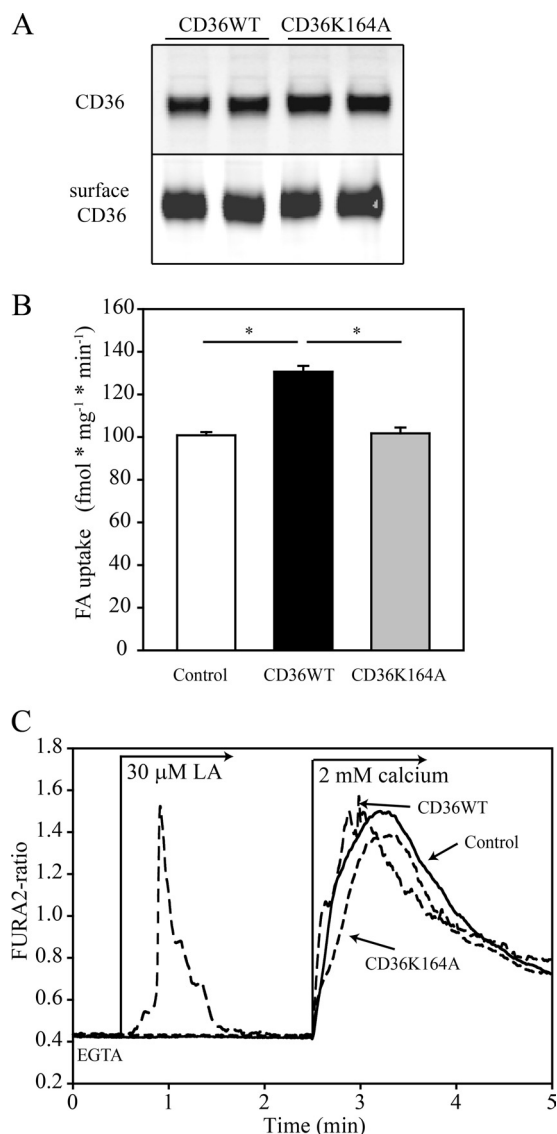 A
CD36WT CD36K164A
CD36
surface
CD36
B
FA uptake (fmol * mg⁻¹ * min⁻¹)
160
140
120
100
80
60
40
20
0
* *
Control CD36WT CD36K164A
C
FURA2-ratio
1.8
1.6
1.4
1.2
1.0
0.8
0.6
0.4
0.2
30 μM LA
2 mM calcium
CD36WT
Control
CD36K164A
EGTA
0 1 2 3 4 5
Time (min)